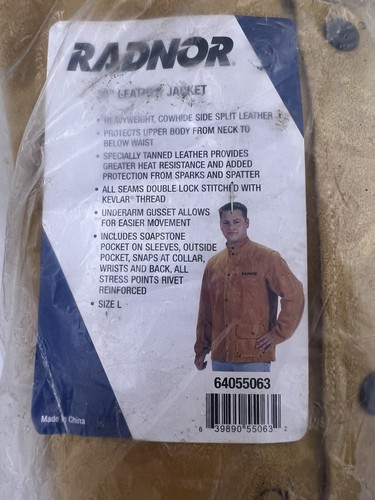 RADNOR®
30" LEATHER JACKET
• HEAVYWEIGHT, COWHIDE SIDE SPLIT LEATHER
• PROTECTS UPPER BODY FROM NECK TO
BELOW WAIST
• SPECIALLY TANNED LEATHER PROVIDES
GREATER HEAT RESISTANCE AND ADDED
PROTECTION FROM SPARKS AND SPATTER
• ALL SEAMS DOUBLE LOCK STITCHED WITH
KEVLAR® THREAD
• UNDERARM GUSSET ALLOWS
FOR EASIER MOVEMENT
• INCLUDES SOAPSTONE
POCKET ON SLEEVES, OUTSIDE
POCKET, SNAPS AT COLLAR,
WRISTS AND BACK, ALL
STRESS POINTS RIVET
REINFORCED
• SIZE L
RADNOR
64055063
6 39890 55063 2
Made in China